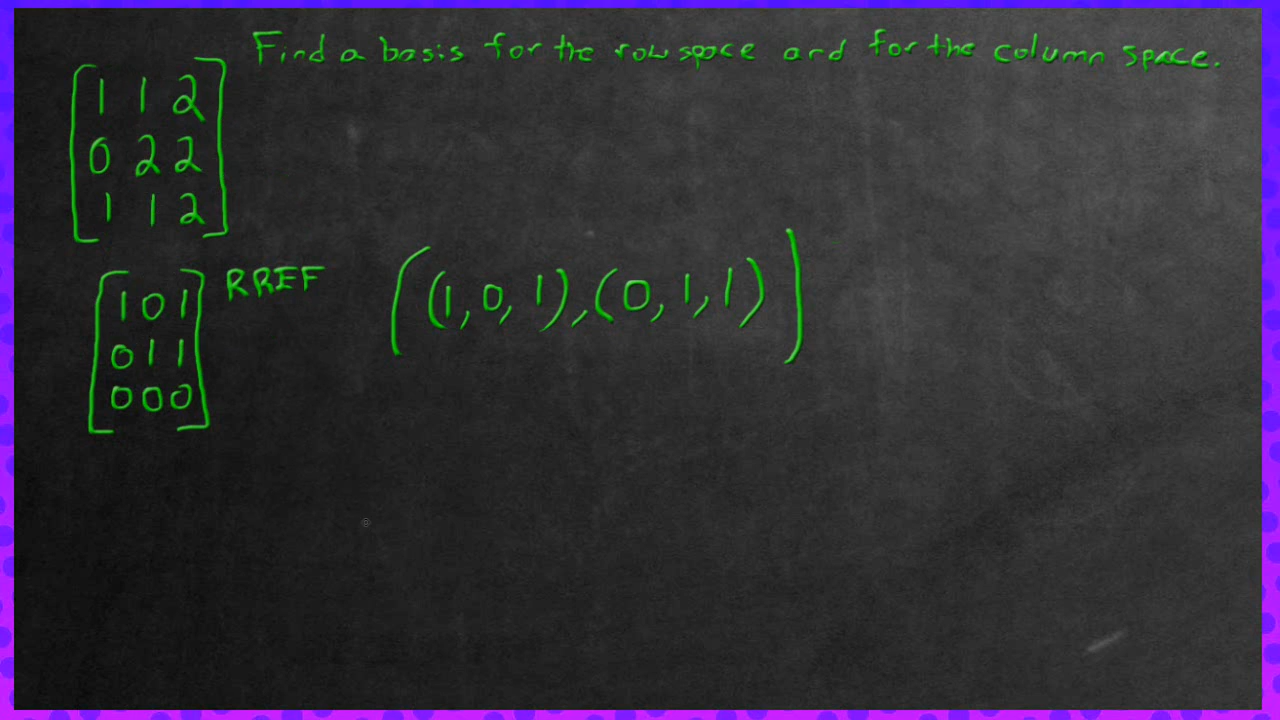 Find a basis for the row space and for the column space.
1 1 2
0 2 2
1 1 2
RREF
1 0 1
0 1 1
0 0 0
[(1, 0, 1), (0, 1, 1)]